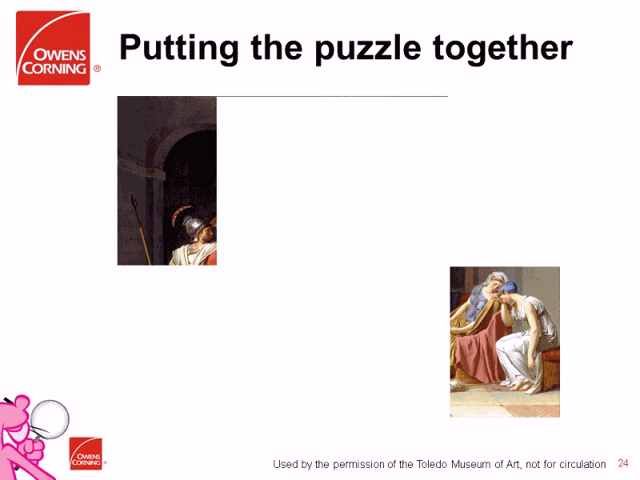 OWENS
CORNING®
Putting the puzzle together
OWENS
CORNING®
Used by the permission of the Toledo Museum of Art, not for circulation 24